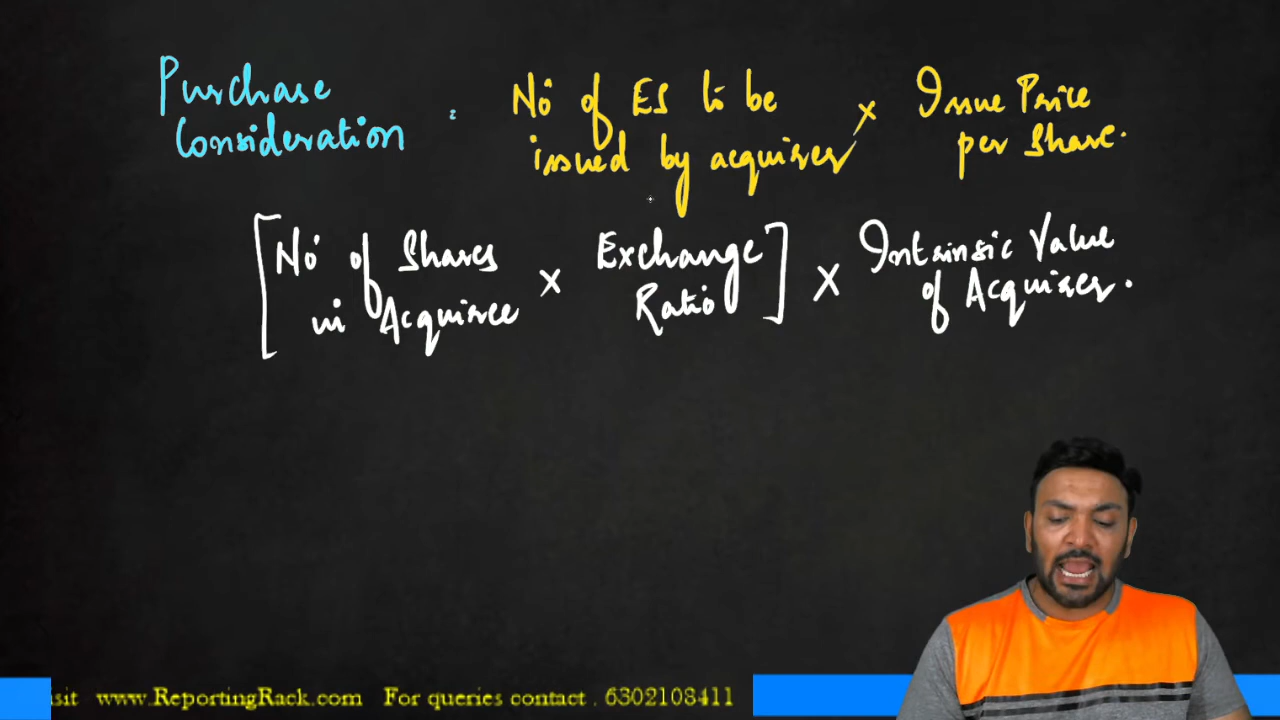 Purchase Consideration = No of ES to be issued by acquirer × Issue Price per Share.
[No of Shares in Acquiree × Exchange Ratio] × Intrinsic Value of Acquirer.
sit www.ReportingRack.com For queries contact . 6302108411